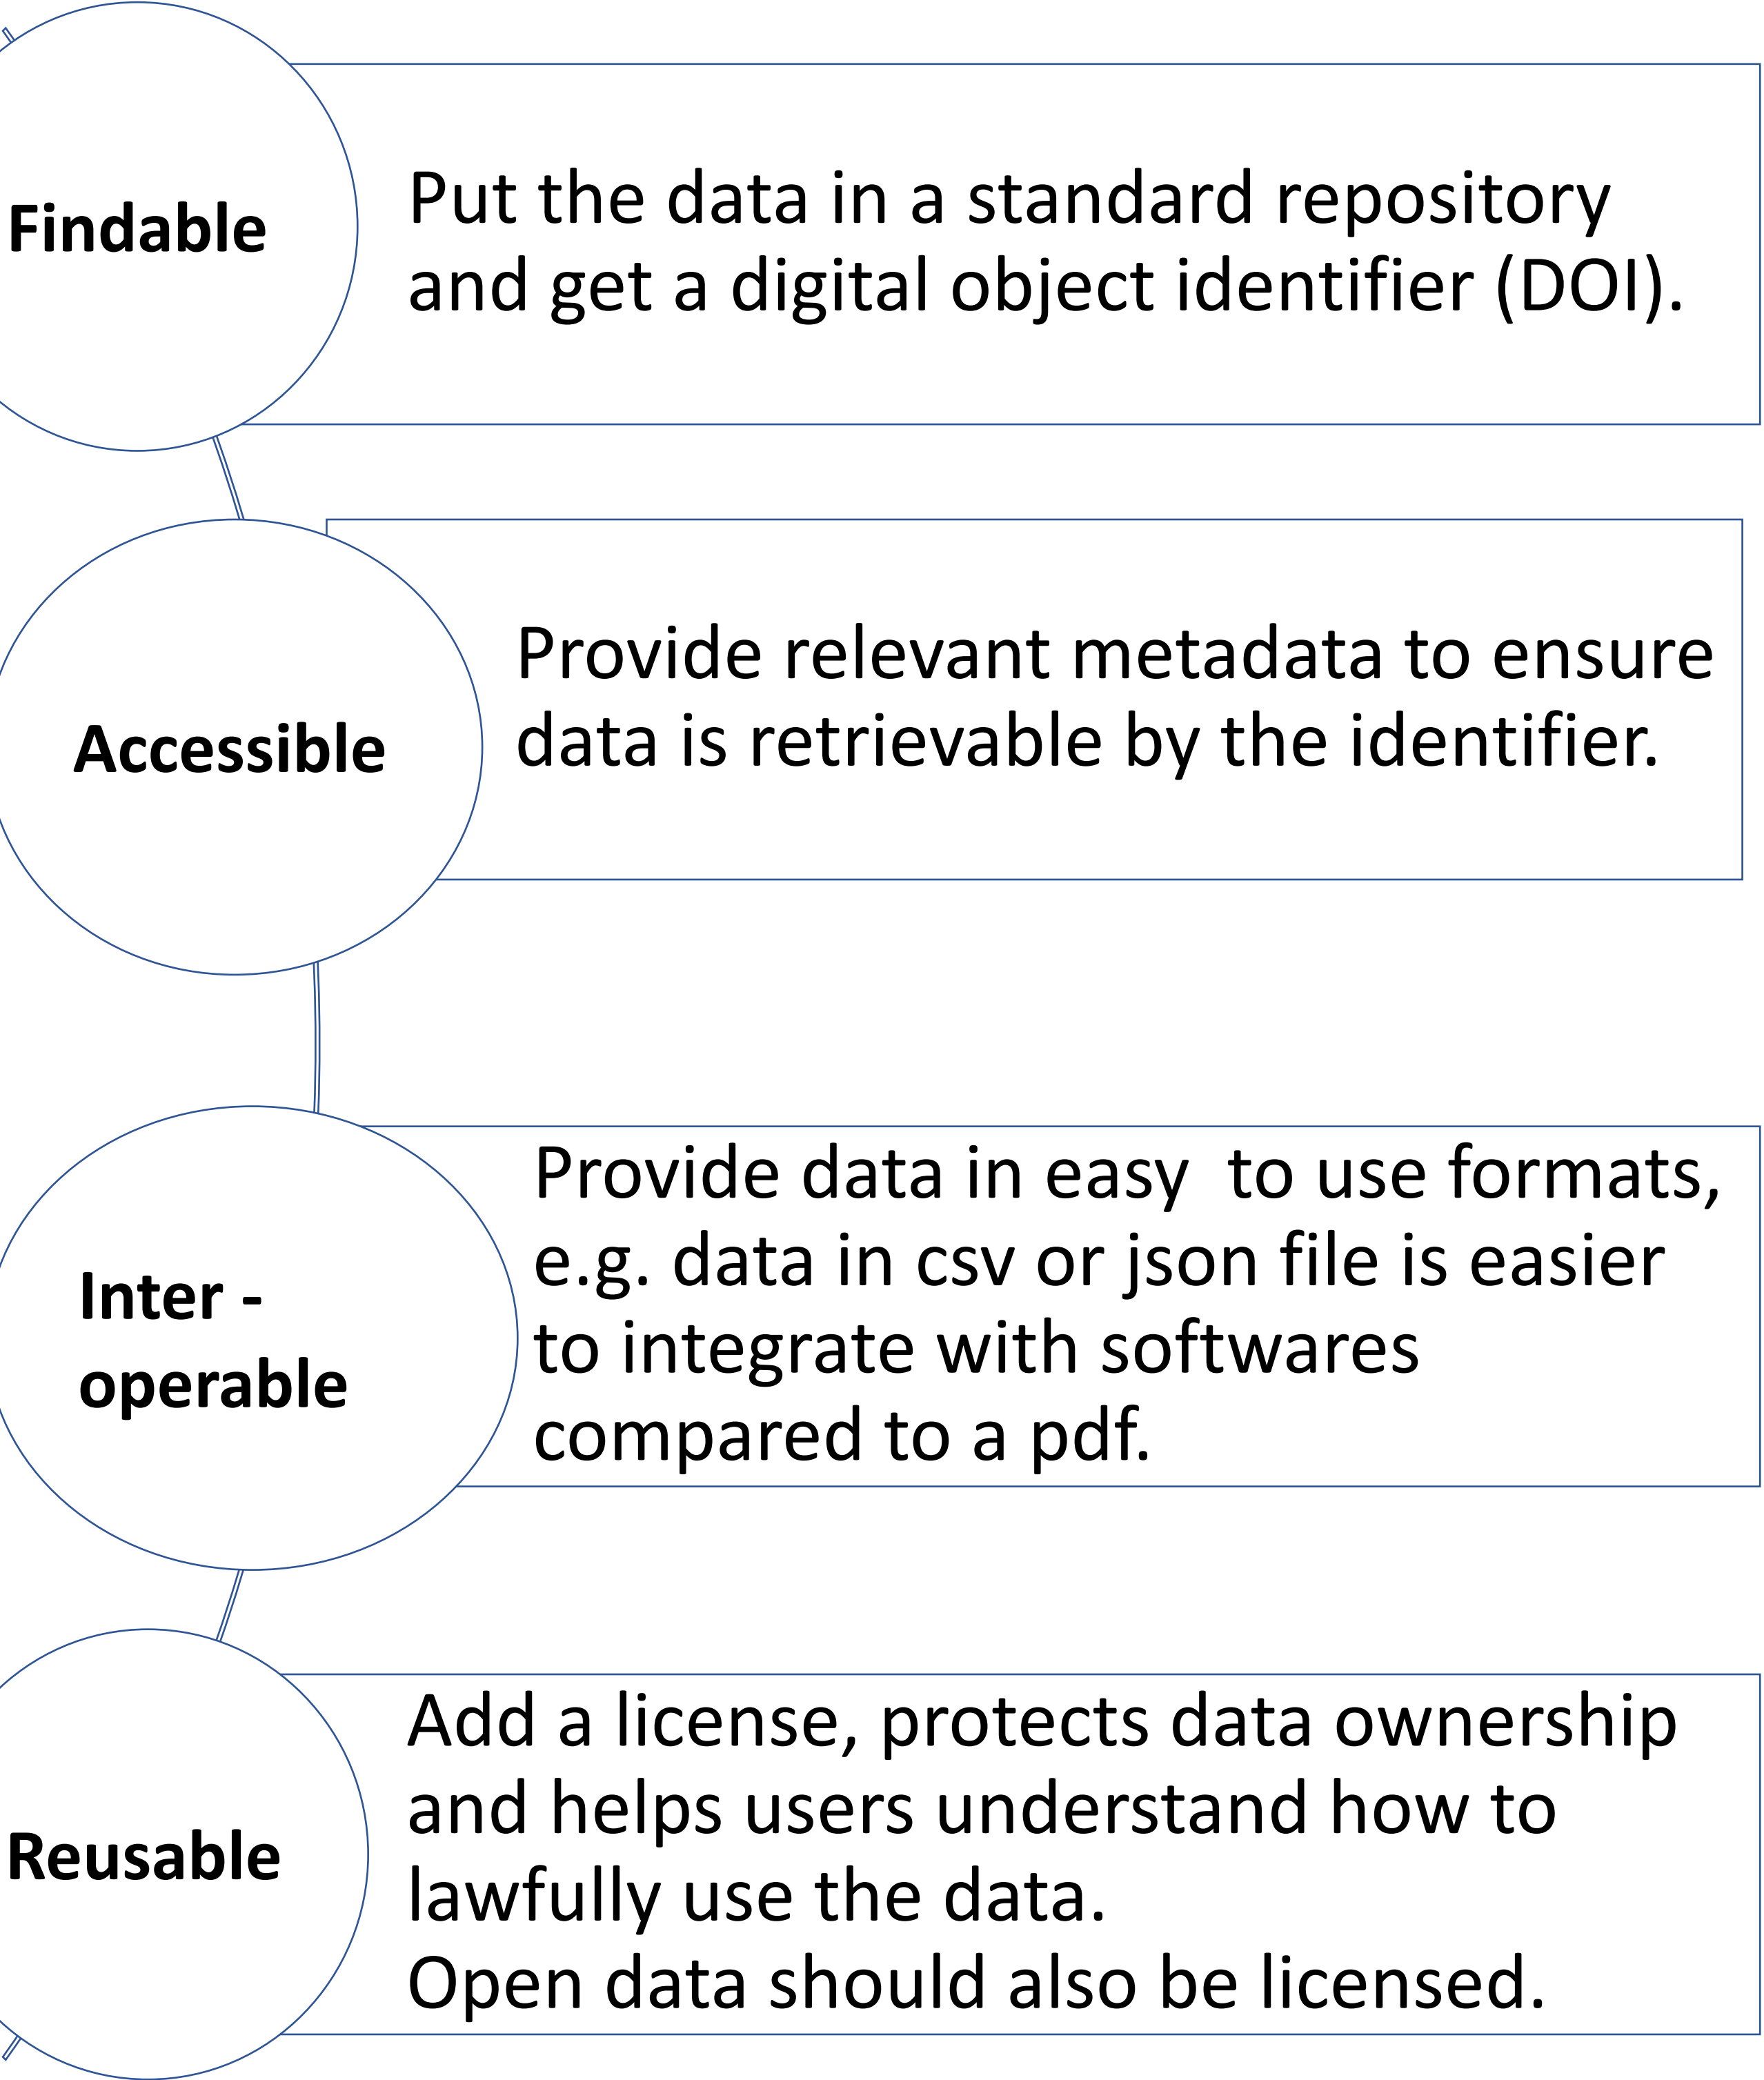 Findable
Put the data in a standard repository
and get a digital object identifier (DOI).
Accessible
Provide relevant metadata to ensure
data is retrievable by the identifier.
Inter -
operable
Provide data in easy  to use formats,
e.g. data in csv or json file is easier
to integrate with softwares
compared to a pdf.
Reusable
Add a license, protects data ownership
and helps users understand how to
lawfully use the data.
Open data should also be licensed.